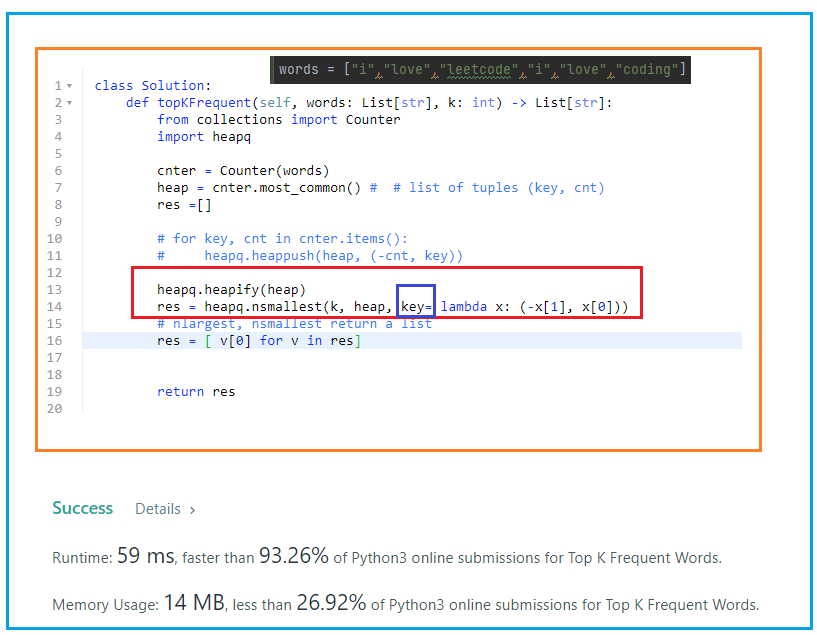 words = ["i","love","leetcode","i","love","coding"]
1 class Solution:
2 def topKFrequent(self, words: List[str], k: int) -> List[str]:
3 from collections import Counter
4 import heapq
5
6 cnter = Counter(words)
7 heap = cnter.most_common() #  # list of tuples (key, cnt)
8 res =[]
9
10 # for key, cnt in cnter.items():
11 #     heapq.heappush(heap, (-cnt, key))
12
13 heapq.heapify(heap)
14 res = heapq.nsmallest(k, heap, key= lambda x: (-x[1], x[0]))
15 # nlargest, nsmallest return a list
16 res = [ v[0] for v in res]
17
18
19 return res
20
Success Details >
Runtime: 59 ms, faster than 93.26% of Python3 online submissions for Top K Frequent Words.
Memory Usage: 14 MB, less than 26.92% of Python3 online submissions for Top K Frequent Words.